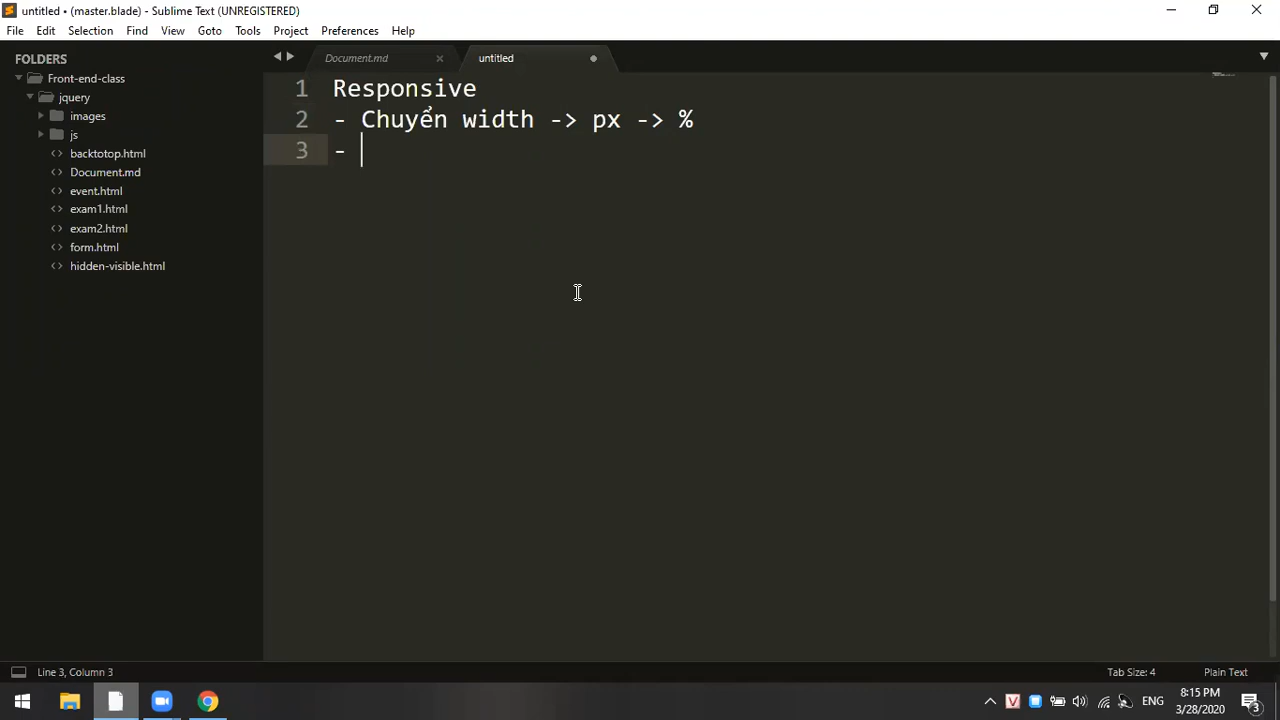 untitled • (master.blade) - Sublime Text (UNREGISTERED)
File Edit Selection Find View Goto Tools Project Preferences Help
FOLDERS
Front-end-class
jquery
images
js
backtotop.html
Document.md
event.html
exam1.html
exam2.html
form.html
hidden-visible.html
Document.md untitled
1 Responsive
2 - Chuyển width -> px -> %
3 -
Line 3, Column 3 Tab Size: 4 Plain Text
V ENG 8:15 PM 3
3/28/2020